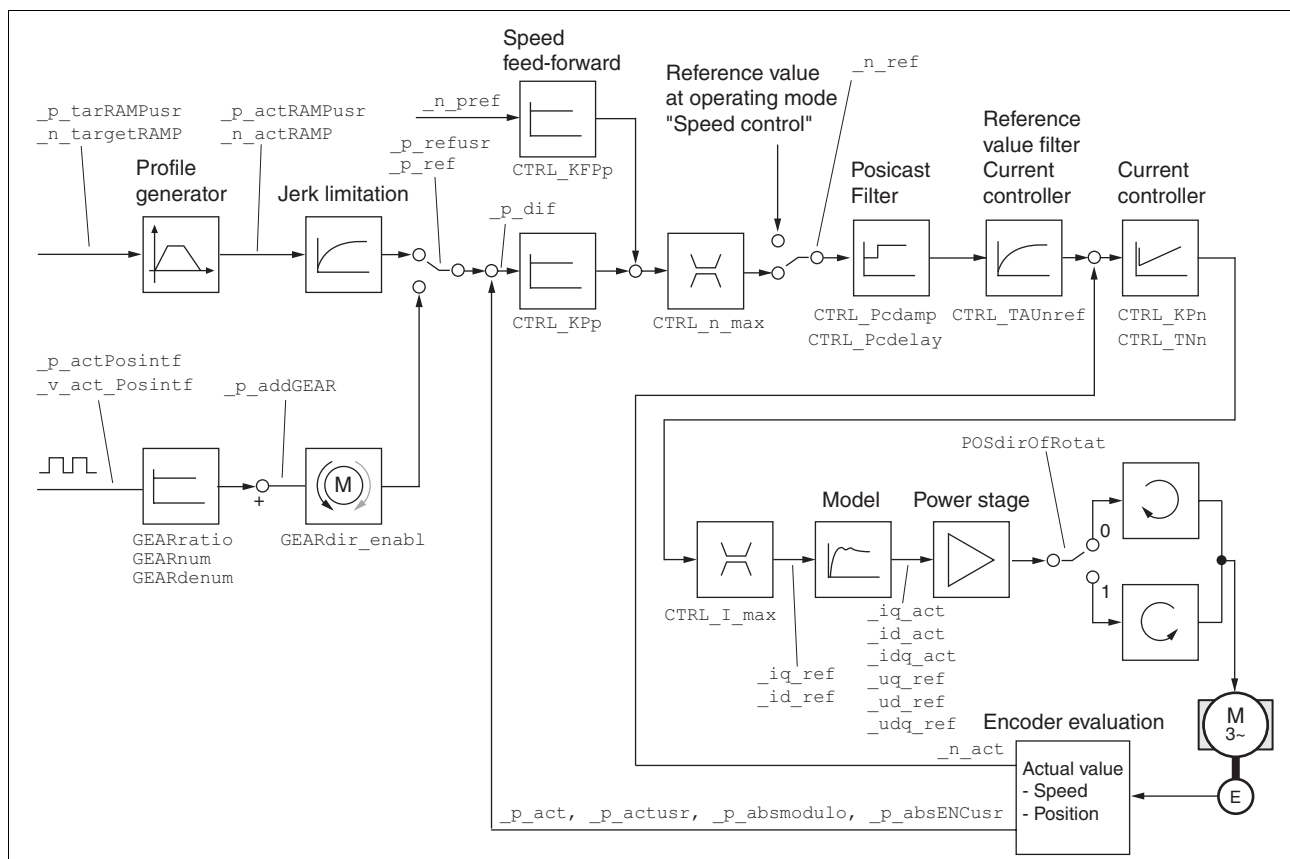 Speed
feed-forward
_n_pref
CTRL_KFPp
Reference value
at operating mode
"Speed control"
_n_ref
_p_tarRAMPusr
_n_targetRAMP
_p_actRAMPusr
_n_actRAMP
_p_refusr
_p_ref
Profile
generator
Jerk limitation
_p_dif
CTRL_KPp
CTRL_n_max
Posicast
Filter
CTRL_Pcdamp
CTRL_Pcdelay
Reference
value filter
Current
controller
CTRL_TAUnref
Current
controller
CTRL_KPn
CTRL_TNn
_p_actPosintf
_v_act_Posintf
_p_addGEAR
+
M
GEARratio
GEARnum
GEARdenum
GEARdir_enabl
POSdirOfRotat
Model
Power stage
0
1
CTRL_I_max
_iq_ref
_id_ref
_iq_act
_id_act
_idq_act
_uq_ref
_ud_ref
_udq_ref
M
3~
E
Encoder evaluation
Actual value
- Speed
- Position
_n_act
_p_act, _p_actusr, _p_absmodulo, _p_absENCusr